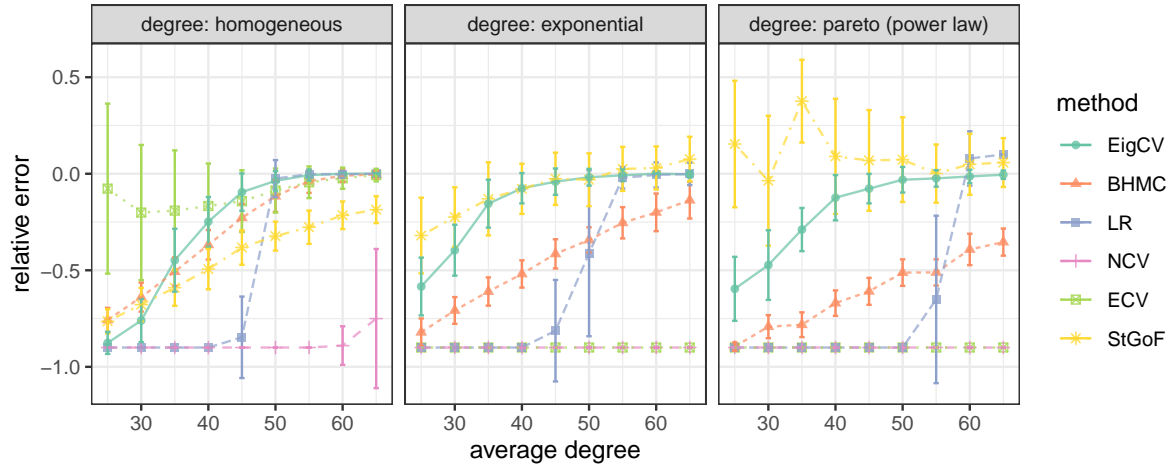 degree: homogeneous
degree: exponential
degree: pareto (power law)
relative error
0.5
0.0
−0.5
−1.0
30 40 50 60
30 40 50 60
30 40 50 60
average degree
method
EigCV
BHMC
LR
NCV
ECV
StGoF